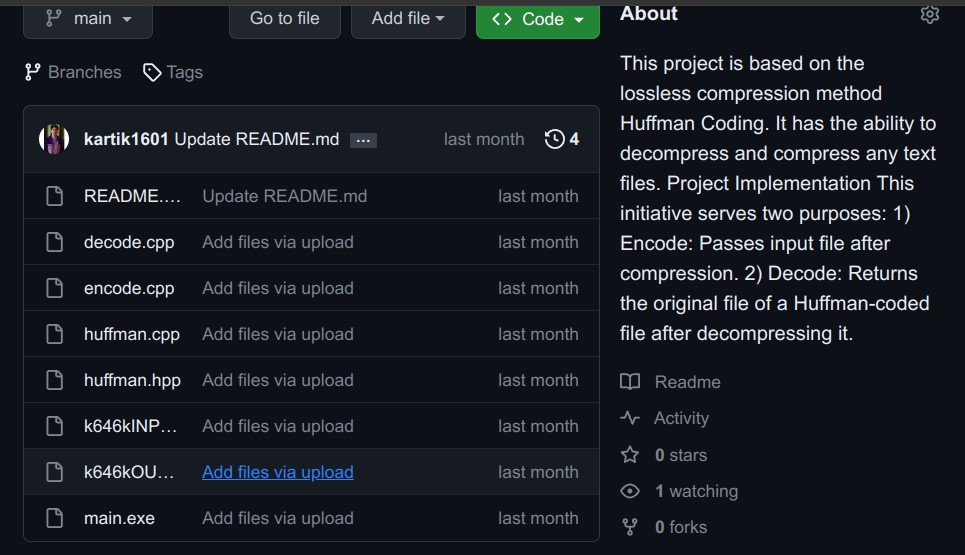 main
Go to file
Add file
Code
Branches
Tags
kartik1601 Update README.md ... last month 4
README.... Update README.md last month
decode.cpp Add files via upload last month
encode.cpp Add files via upload last month
huffman.cpp Add files via upload last month
huffman.hpp Add files via upload last month
k646kINP... Add files via upload last month
k646kOU... Add files via upload last month
main.exe Add files via upload last month
About
This project is based on the
lossless compression method
Huffman Coding. It has the ability to
decompress and compress any text
files. Project Implementation This
initiative serves two purposes: 1)
Encode: Passes input file after
compression. 2) Decode: Returns
the original file of a Huffman-coded
file after decompressing it.
Readme
Activity
0 stars
1 watching
0 forks